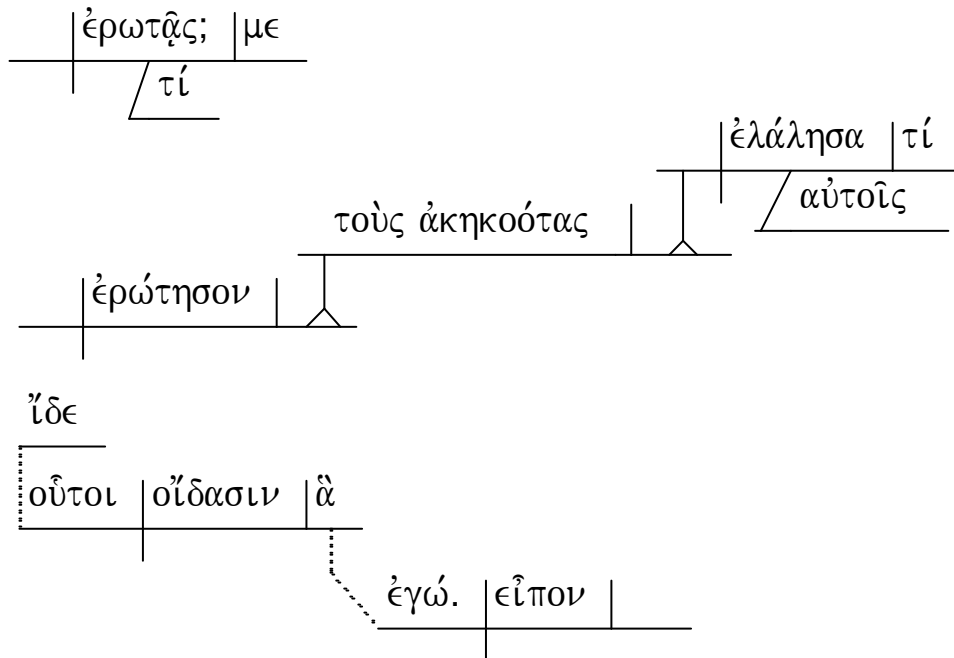 ἐρωτᾷς; με
τί
ἐλάλησα τί
αὐτοῖς
τοὺς ἀκηκοότας
ἐρώτησον
ἴδε
οὗτοι οἴδασιν ἃ
ἐγώ. εἶπον